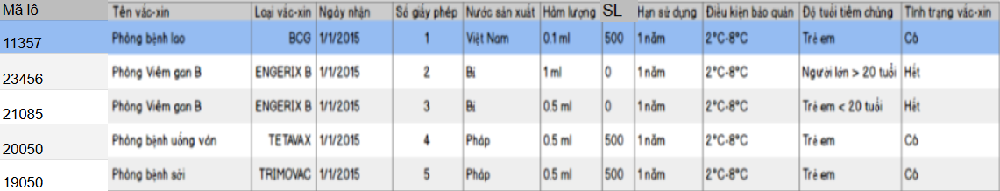 Mã lô Tên vắc-xin Loại vắc-xin Ngày nhận Số giấy phép Nước sản xuất Hàm lượng SL Hạn sử dụng Điều kiện bảo quản Độ tuổi tiêm chủng Tình trạng vắc-xin
11357 Phòng bệnh lao BCG 1/1/2015 1 Việt Nam 0.1 ml 500 1 năm 2°C-8°C Trẻ em Có
23456 Phòng Viêm gan B ENGERIX B 1/1/2015 2 Bỉ 1 ml 0 1 năm 2°C-8°C Người lớn > 20 tuổi Hết
21085 Phòng Viêm gan B ENGERIX B 1/1/2015 3 Bỉ 0.5 ml 0 1 năm 2°C-8°C Trẻ em < 20 tuổi Hết
20050 Phòng bệnh uống ván TETAVAX 1/1/2015 4 Pháp 0.5 ml 500 1 năm 2°C-8°C Trẻ em Có
19050 Phòng bệnh sởi TRIMOVAC 1/1/2015 5 Pháp 0.5 ml 500 1 năm 2°C-8°C Trẻ em Có